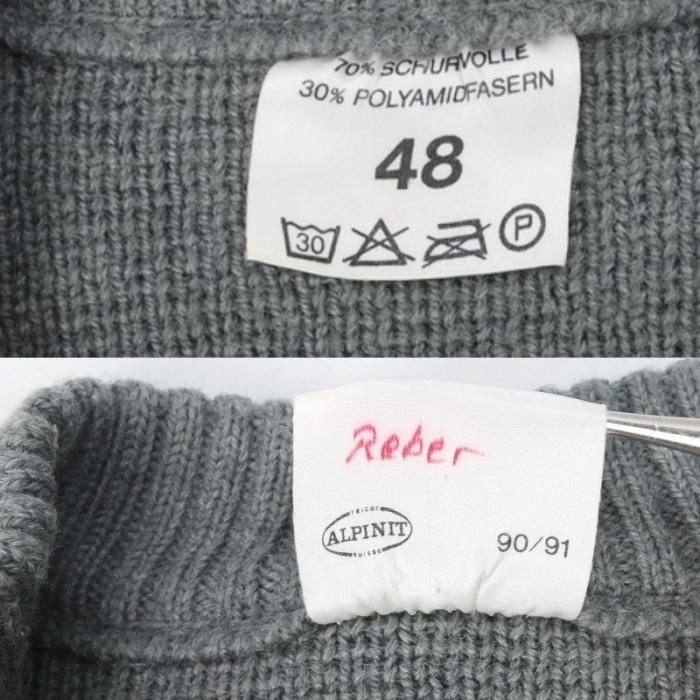 70% SCHURWOLLE
30% POLYAMIDFASERN
48
30
P
Reber
TRICOT
ALPINIT
SUISSE
90/91